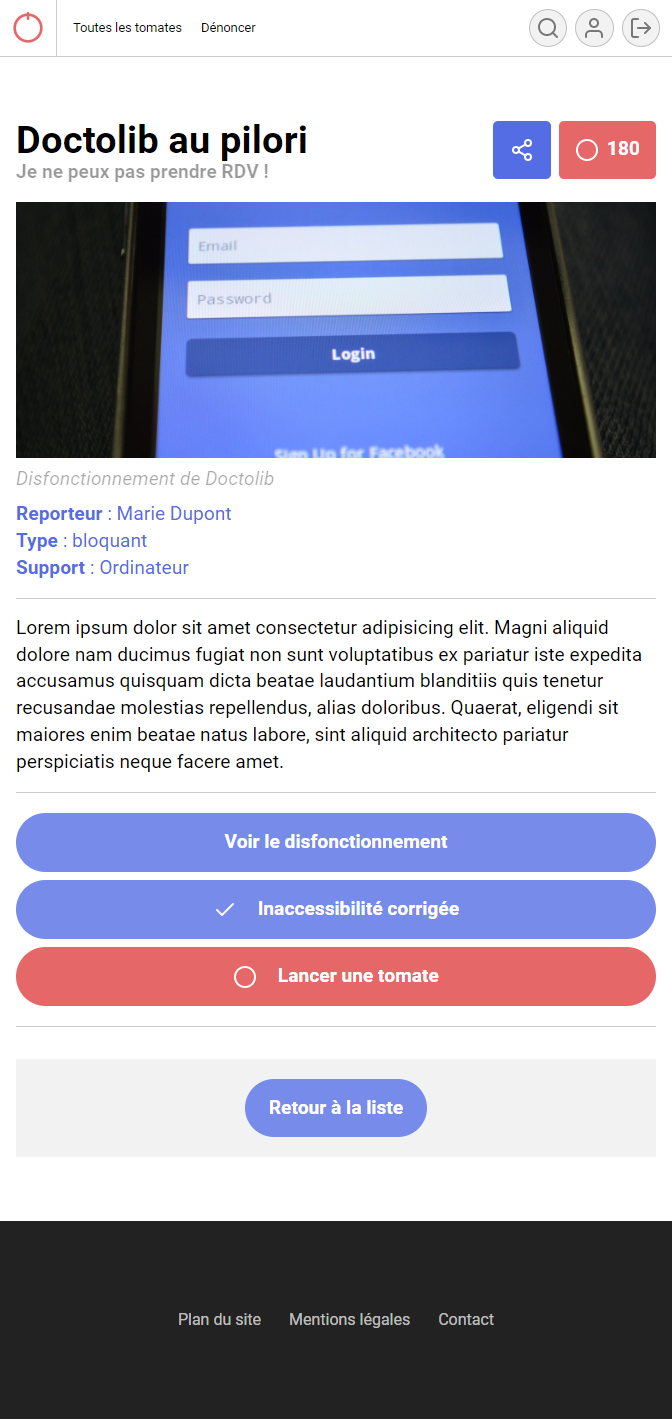 Toutes les tomates
Dénoncer
Doctolib au pilori
Je ne peux pas prendre RDV !
180
Email
Password
Login
Sign Up for Facebook
Disfonctionnement de Doctolib
Reporteur : Marie Dupont
Type : bloquant
Support : Ordinateur
Lorem ipsum dolor sit amet consectetur adipisicing elit. Magni aliquid
dolore nam ducimus fugiat non sunt voluptatibus ex pariatur iste expedita
accusamus quisquam dicta beatae laudantium blanditiis quis tenetur
recusandae molestias repellendus, alias doloribus. Quaerat, eligendi sit
maiores enim beatae natus labore, sint aliquid architecto pariatur
perspiciatis neque facere amet.
Voir le disfonctionnement
Inaccessibilité corrigée
Lancer une tomate
Retour à la liste
Plan du site
Mentions légales
Contact